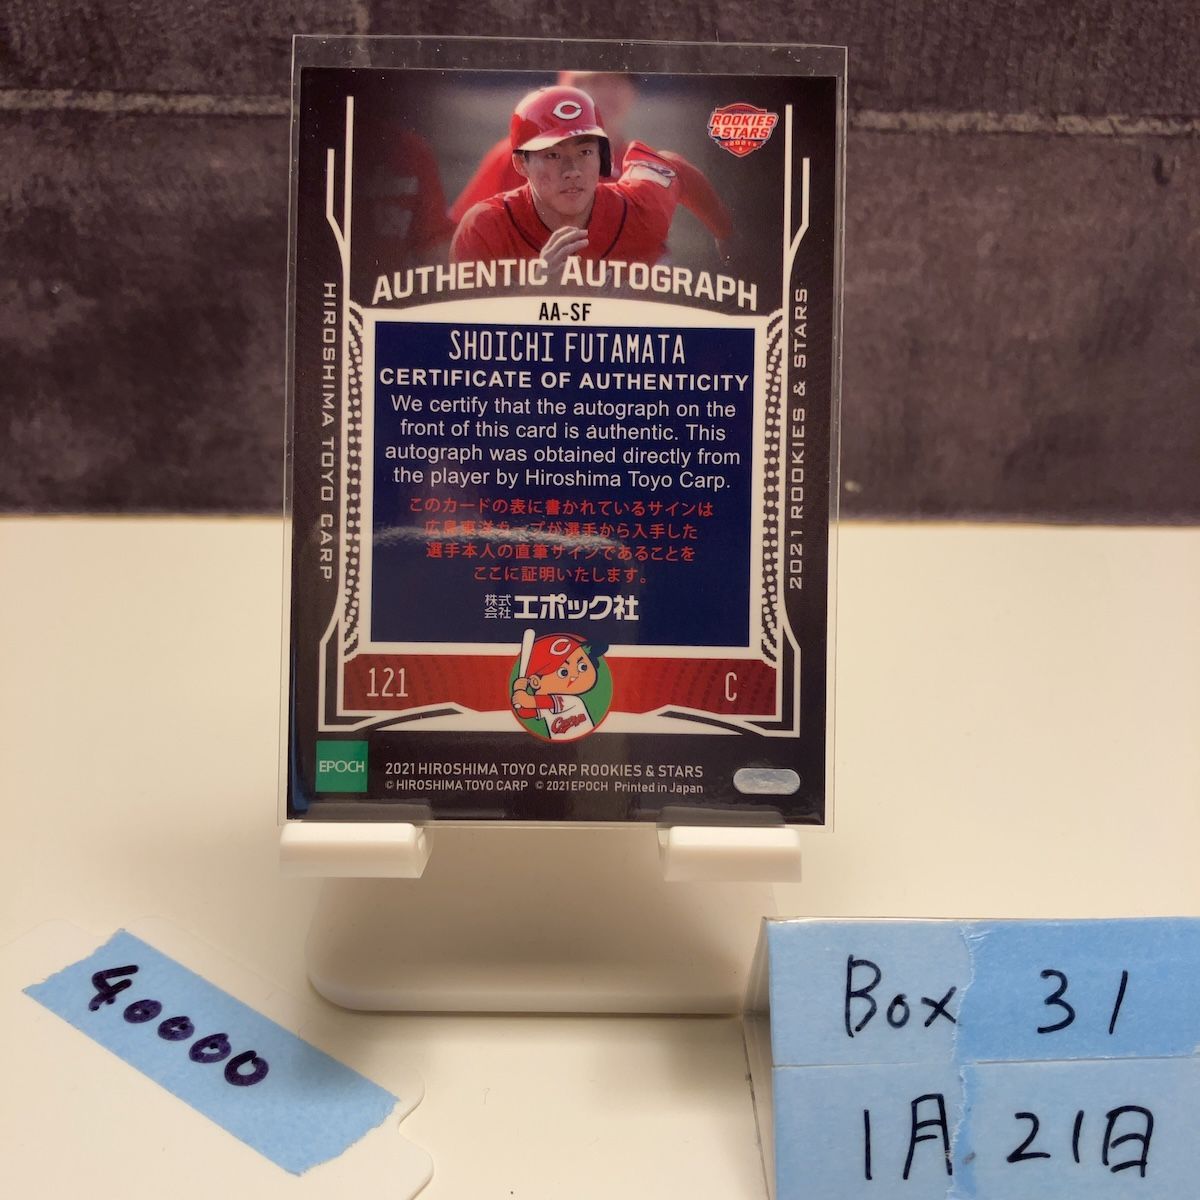 ROOKIES
& STARS
2021
AUTHENTIC AUTOGRAPH
AA-SF
SHOICHI FUTAMATA
CERTIFICATE OF AUTHENTICITY
We certify that the autograph on the
front of this card is authentic. This
autograph was obtained directly from
the player by Hiroshima Toyo Carp.
このカードの表に書かれているサインは
広島東洋カープが選手から入手した
選手本人の直筆サインであることを
ここに証明いたします。
株式会社エポック社
HIROSHIMA TOYO CARP
2021 ROOKIES & STARS
121
C
Carp
EPOCH
2021 HIROSHIMA TOYO CARP ROOKIES & STARS
© HIROSHIMA TOYO CARP © 2021 EPOCH Printed in Japan
40000
Box 31
1月21日